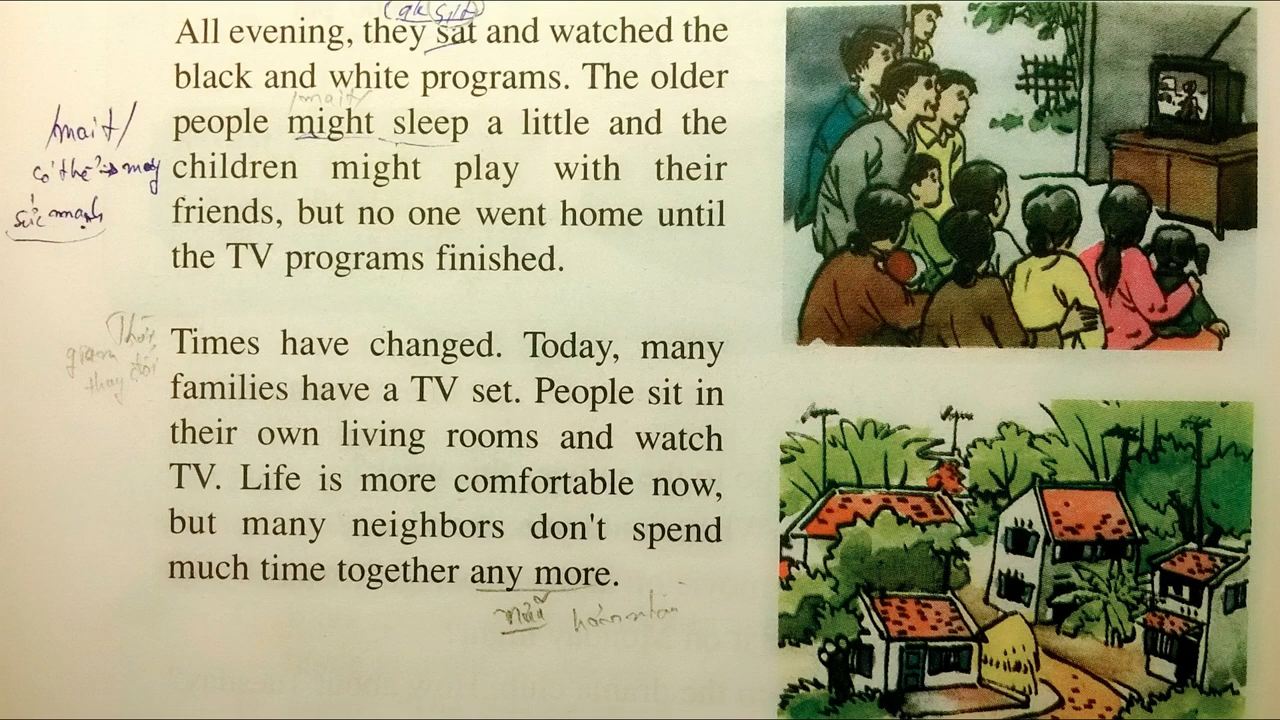 (qk sit)
All evening, they sat and watched the
black and white programs. The older
/mait/
people might sleep a little and the
/mait/
children might play with their
có thể → may
friends, but no one went home until
sức mạnh
the TV programs finished.
Times have changed. Today, many
Thời
gian
thay đổi
families have a TV set. People sit in
their own living rooms and watch
TV. Life is more comfortable now,
but many neighbors don't spend
much time together any more.
nữa